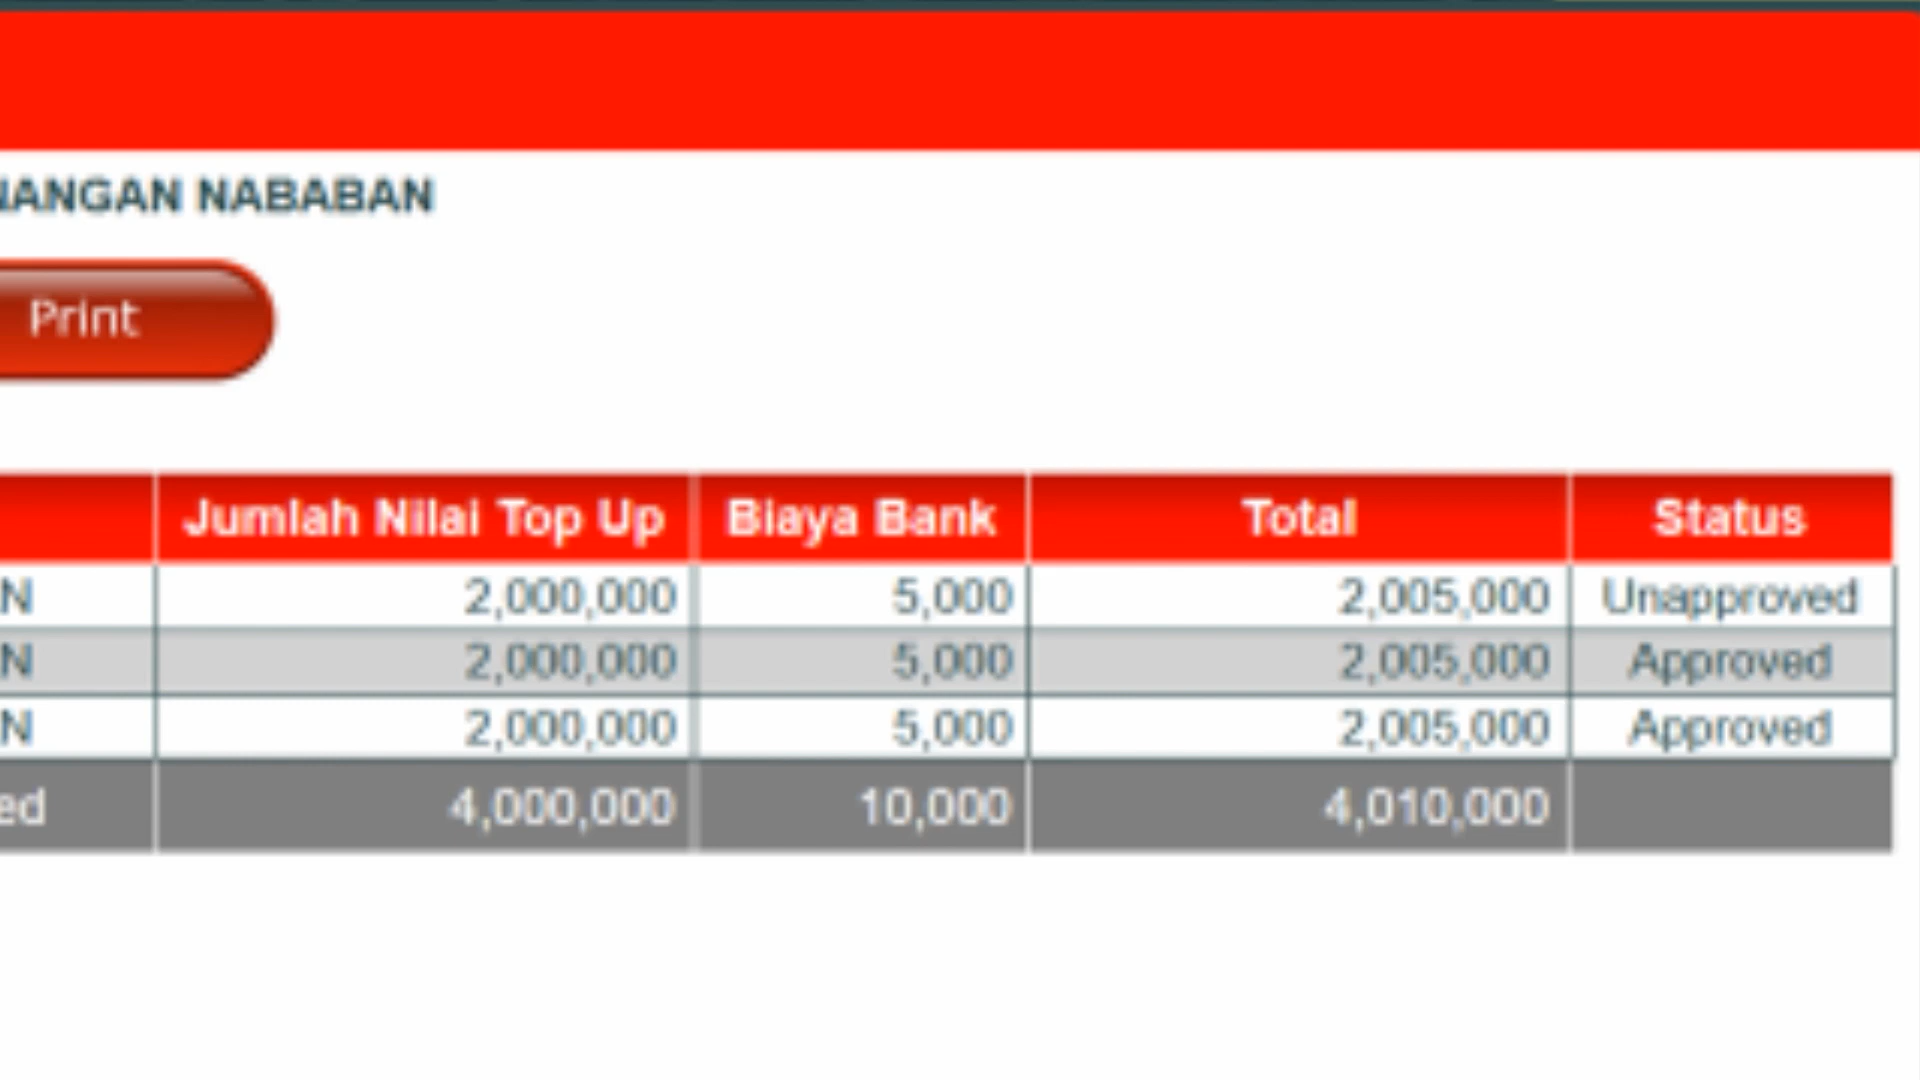 NANGAN NABABAN
Print
Jumlah Nilai Top Up Biaya Bank Total Status
N 2,000,000 5,000 2,005,000 Unapproved
N 2,000,000 5,000 2,005,000 Approved
N 2,000,000 5,000 2,005,000 Approved
ed 4,000,000 10,000 4,010,000